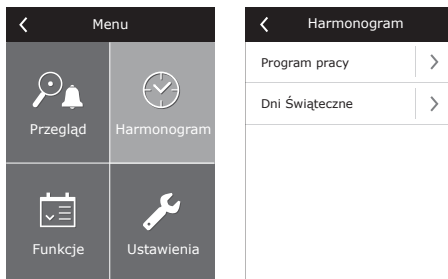 Menu
Przegląd
Harmonogram
Funkcje
Ustawienia
Harmonogram
Program pracy
Dni Świąteczne